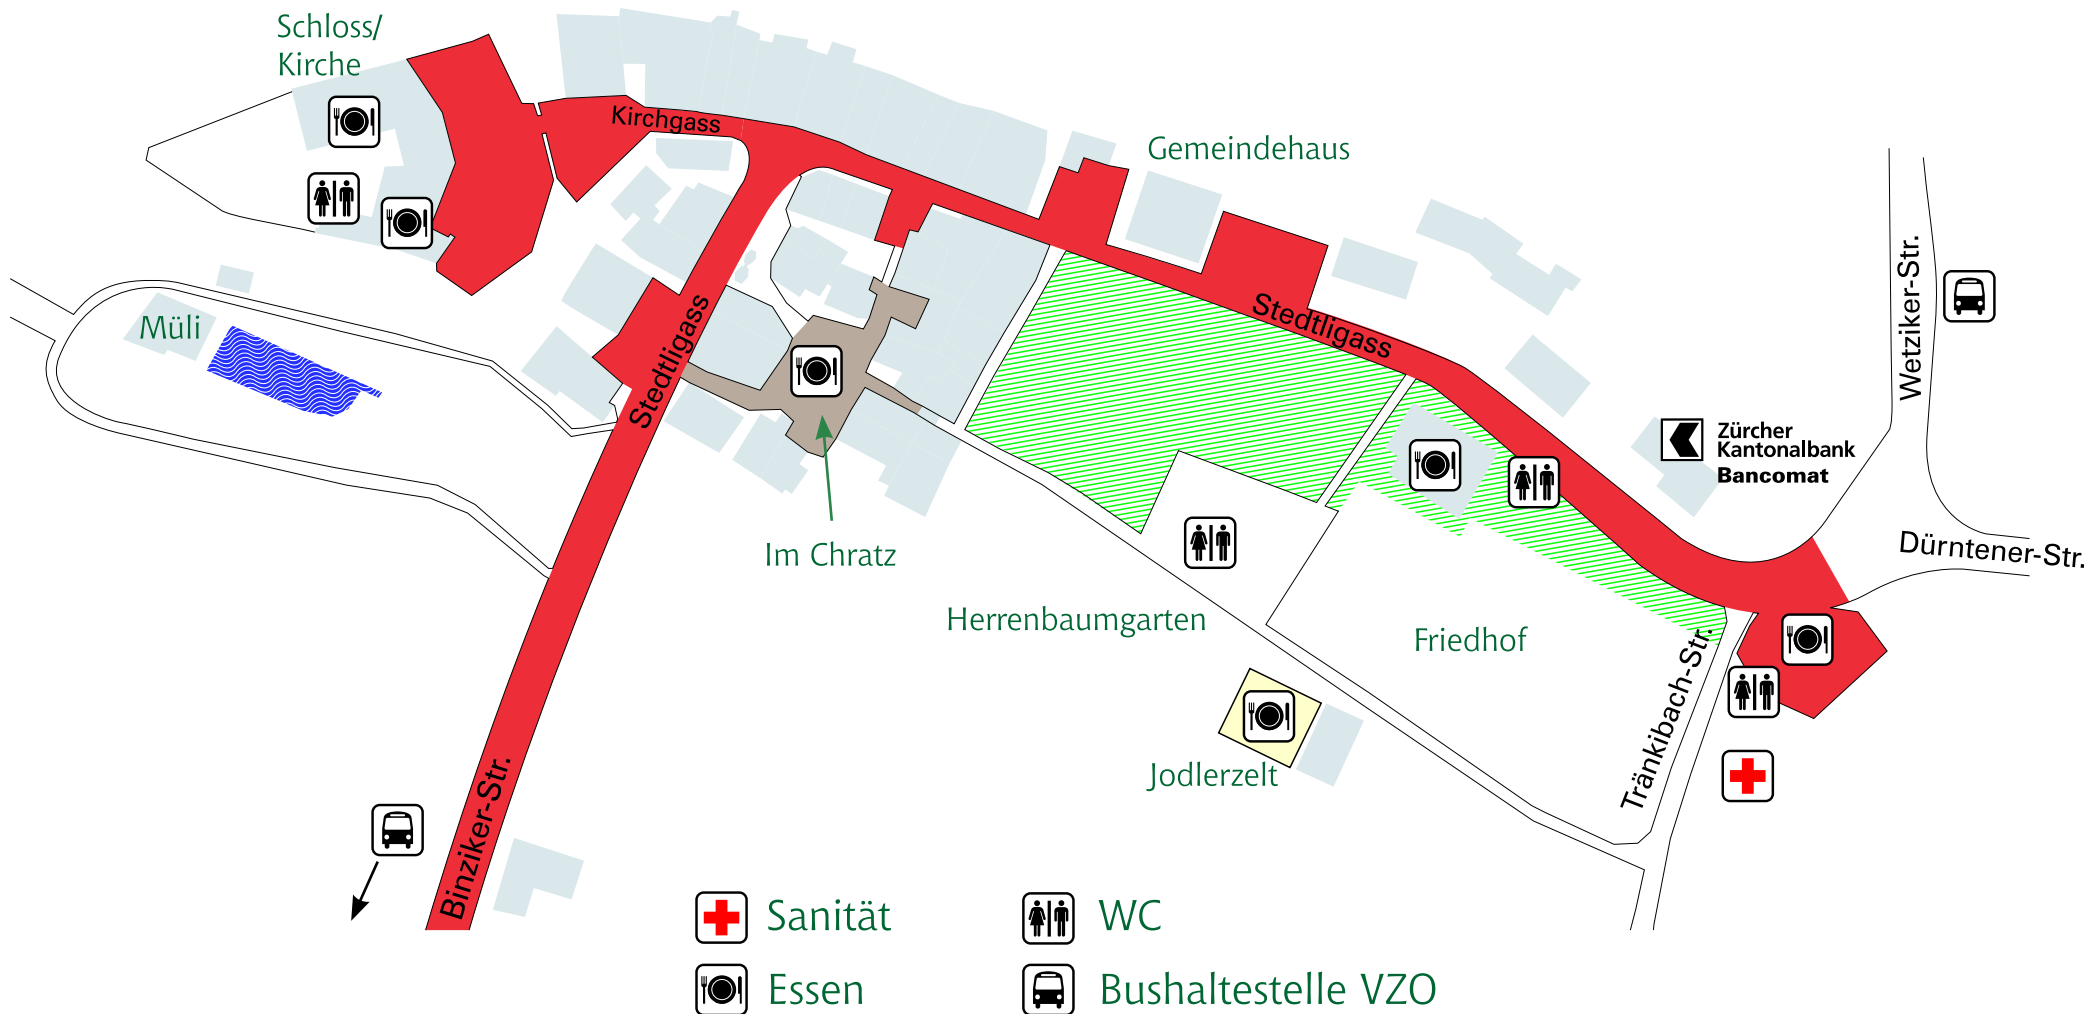 Schloss/
Kirche
Kirchgass
Gemeindehaus
Müli
Stedtligass
Stedtligass
Wetziker-Str.
Zürcher
Kantonalbank
Bancomat
Dürntener-Str.
Im Chratz
Herrenbaumgarten
Friedhof
Tränkibach-Str.
Jodlerzelt
Binziker-Str.
Sanität
WC
Essen
Bushaltestelle VZO